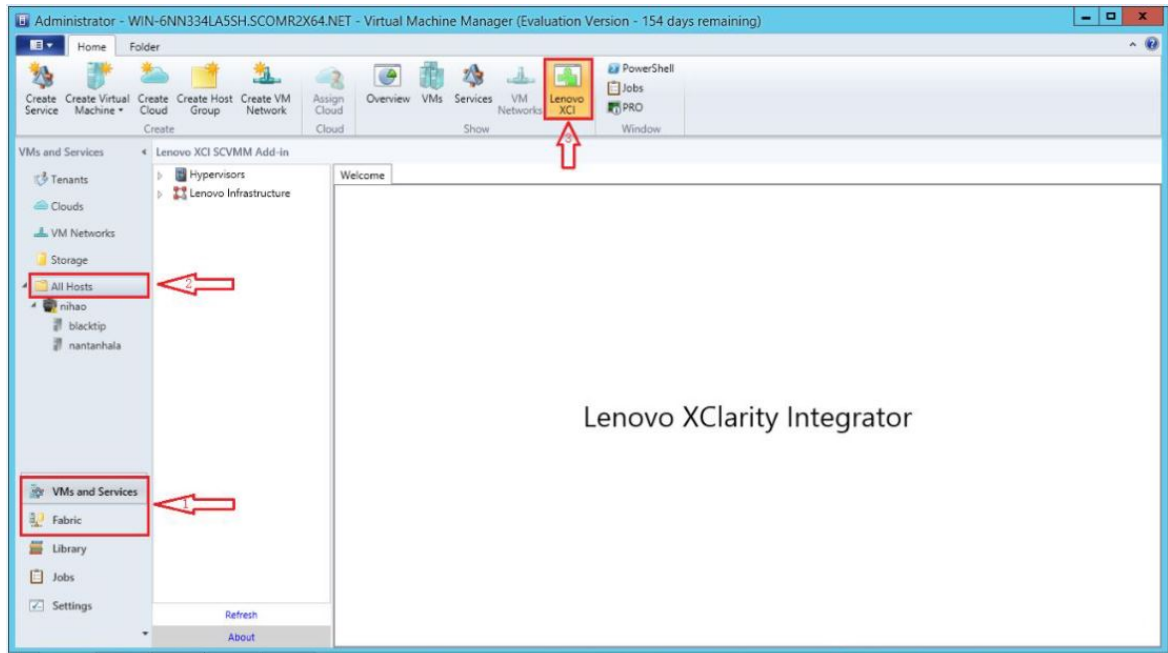 Administrator - WIN-6NN334LA5SH.SCOMR2X64.NET - Virtual Machine Manager (Evaluation Version - 154 days remaining)
Home Folder
Create Service
Create Virtual Machine
Create Cloud
Create Host Group
Create VM Network
Assign Cloud
Overview
VMs
Services
VM Networks
Lenovo XCI
PowerShell
Jobs
PRO
Create Cloud Show Window
3
VMs and Services
Lenovo XCI SCVMM Add-in
Tenants
Clouds
VM Networks
Storage
All Hosts
2
nihao
blacktip
nantanhala
VMs and Services
1
Fabric
Library
Jobs
Settings
Hypervisors
Lenovo Infrastructure
Refresh
About
Welcome
Lenovo XClarity Integrator